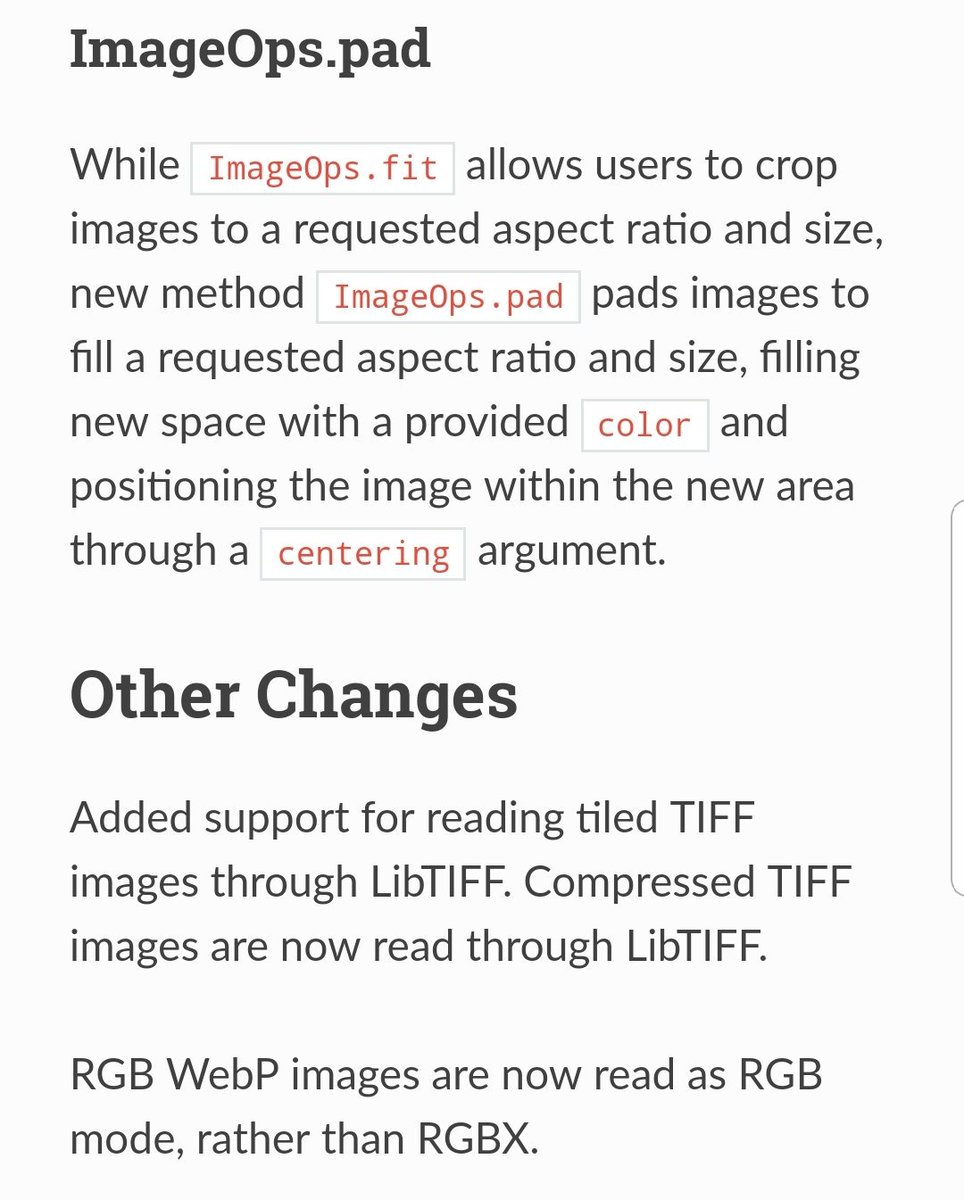 ImageOps.pad
While ImageOps.fit allows users to crop
images to a requested aspect ratio and size,
new method ImageOps.pad pads images to
fill a requested aspect ratio and size, filling
new space with a provided color and
positioning the image within the new area
through a centering argument.
Other Changes
Added support for reading tiled TIFF
images through LibTIFF. Compressed TIFF
images are now read through LibTIFF.
RGB WebP images are now read as RGB
mode, rather than RGBX.